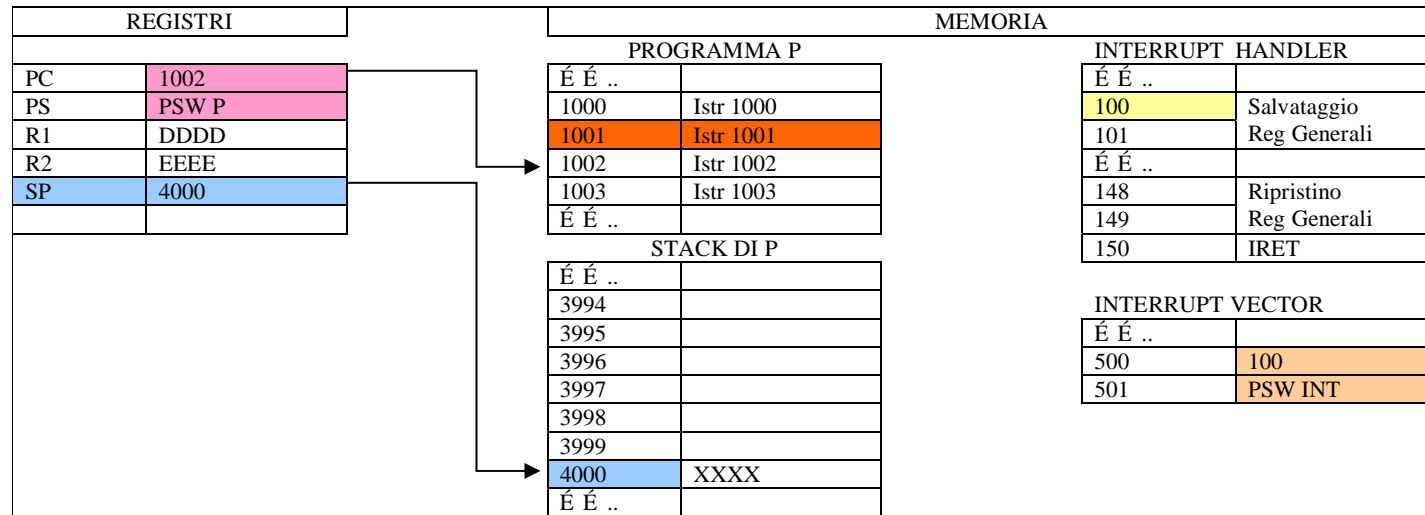 REGISTRI MEMORIA
PROGRAMMA P INTERRUPT HANDLER
PC 1002 É É .. É É ..
PS PSW P 1000 Istr 1000 100 Salvataggio
R1 DDDD 1001 Istr 1001 101 Reg Generali
R2 EEEE 1002 Istr 1002 É É ..
SP 4000 1003 Istr 1003 148 Ripristino
É É .. 149 Reg Generali
STACK DI P 150 IRET
É É ..
3994 INTERRUPT VECTOR
3995 É É ..
3996 500 100
3997 501 PSW INT
3998
3999
4000 XXXX
É É ..